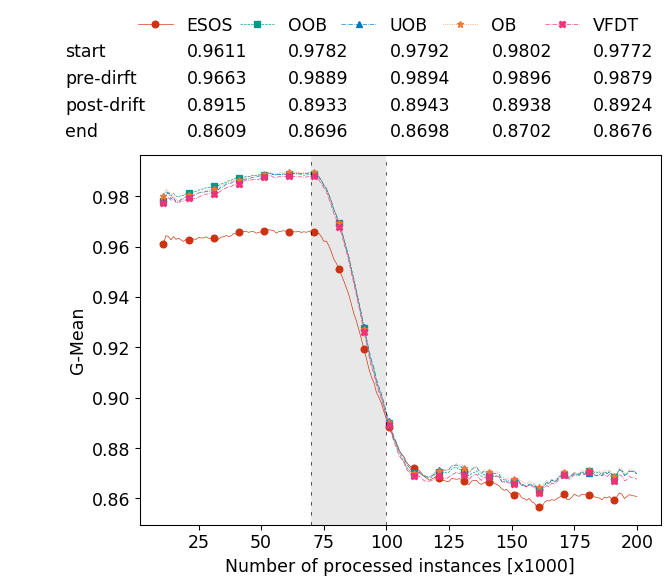 ESOS OOB UOB OB VFDT
start 0.9611 0.9782 0.9792 0.9802 0.9772
pre-dirft 0.9663 0.9889 0.9894 0.9896 0.9879
post-drift 0.8915 0.8933 0.8943 0.8938 0.8924
end 0.8609 0.8696 0.8698 0.8702 0.8676
0.98
0.96
0.94
0.92
0.90
0.88
0.86
G-Mean
25 50 75 100 125 150 175 200
Number of processed instances [x1000]